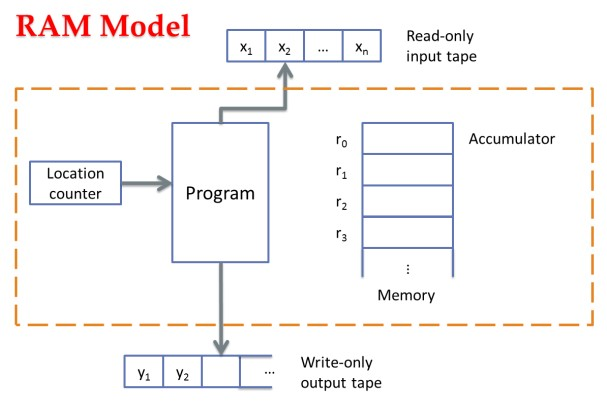 RAM Model
x₁ x₂ ... xₙ
Read-only
input tape
Location
counter
Program
r₀
r₁
r₂
r₃
Accumulator
⋮
Memory
y₁ y₂ ...
Write-only
output tape